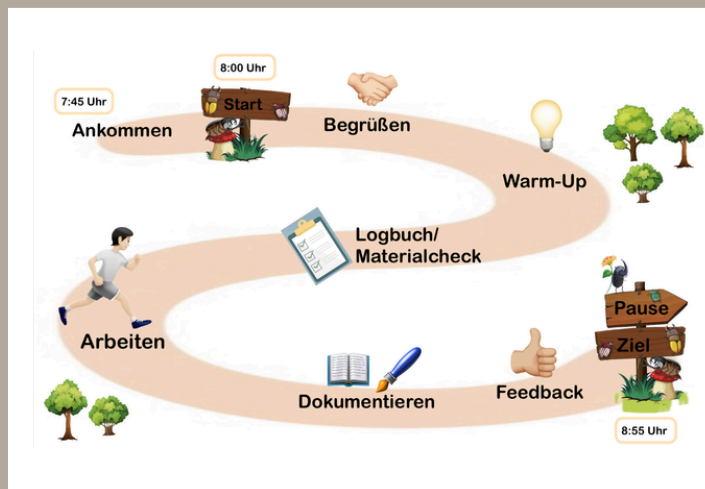 7:45 Uhr
Ankommen
8:00 Uhr
Start
Begrüßen
Warm-Up
Logbuch/
Materialcheck
Arbeiten
Dokumentieren
Feedback
Pause
Ziel
8:55 Uhr